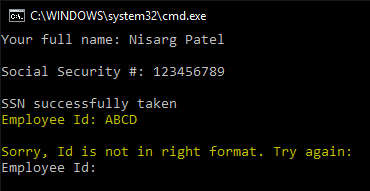 C:\WINDOWS\system32\cmd.exe
Your full name: Nisarg Patel
Social Security #: 123456789
SSN successfully taken
Employee Id: ABCD
Sorry, Id is not in right format. Try again:
Employee Id: